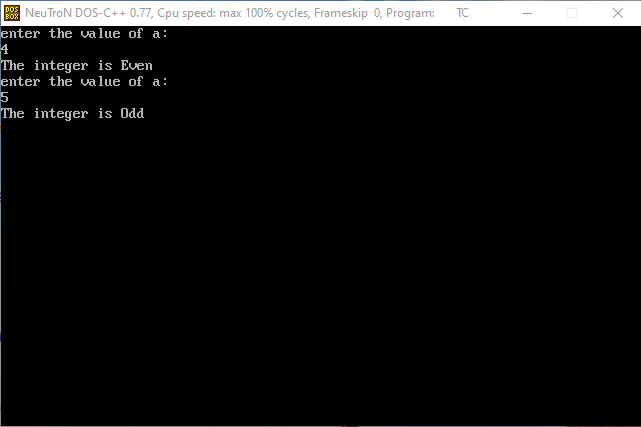 DOS BOX NeuTroN DOS-C++ 0.77, Cpu speed: max 100% cycles, Frameskip 0, Program: TC
enter the value of a:
4
The integer is Even
enter the value of a:
5
The integer is Odd